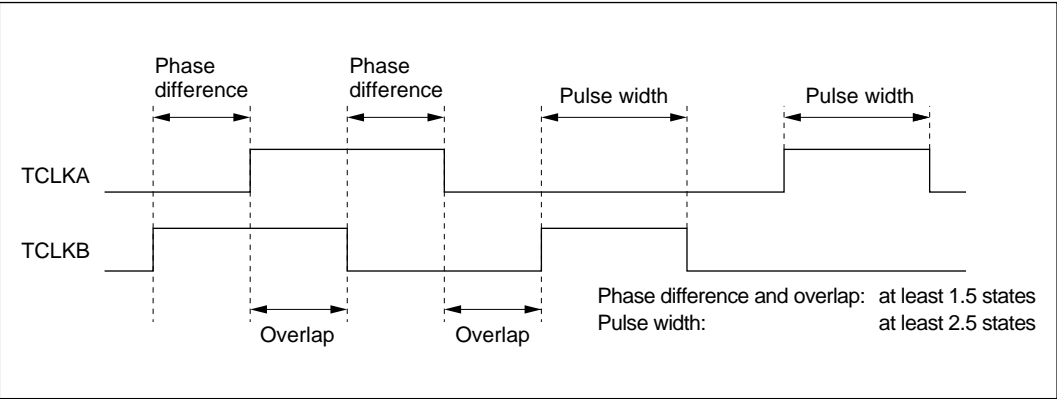 Phase
difference
Phase
difference
Pulse width
Pulse width
TCLKA
TCLKB
Overlap
Overlap
Phase difference and overlap: at least 1.5 states
Pulse width: at least 2.5 states